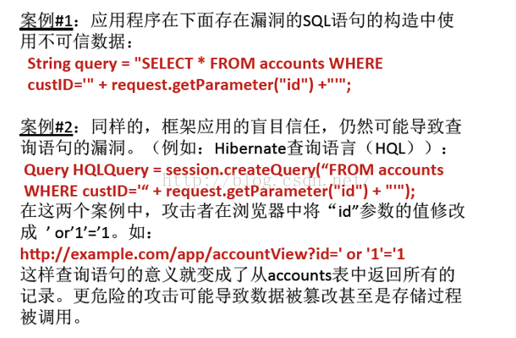 案例#1：应用程序在下面存在漏洞的SQL语句的构造中使
用不可信数据：
String query = "SELECT * FROM accounts WHERE
custID='" + request.getParameter("id") +"'";
案例#2：同样的，框架应用的盲目信任，仍然可能导致查
询语句的漏洞。（例如：Hibernate查询语言（HQL））：
Query HQLQuery = session.createQuery(“FROM accounts
WHERE custID='“ + request.getParameter("id") + "'");
http://blog.csdn.net/
在这两个案例中，攻击者在浏览器中将“id”参数的值修改
成 ’ or’1’=’1。如：
http://example.com/app/accountView?id=' or '1'='1
这样查询语句的意义就变成了从accounts表中返回所有的
记录。更危险的攻击可能导致数据被篡改甚至是存储过程
被调用。